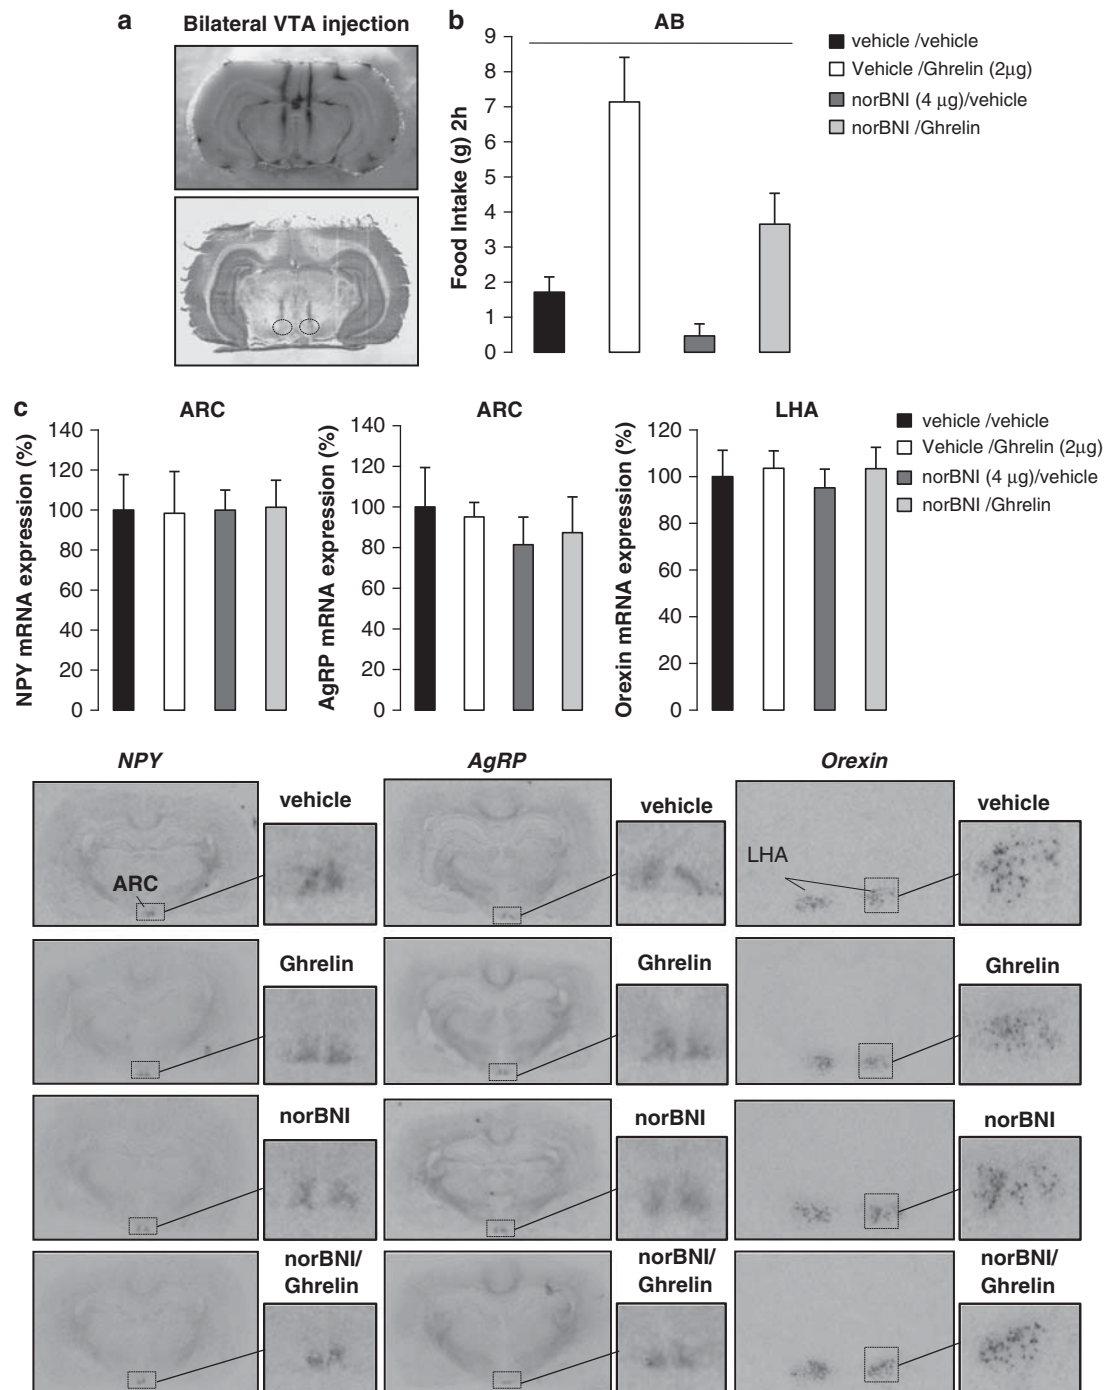 a
Bilateral VTA injection
b
AB
Food Intake (g) 2h
9
8
7
6
5
4
3
2
1
0
vehicle /vehicle
Vehicle /Ghrelin (2μg)
norBNI (4 μg)/vehicle
norBNI /Ghrelin
c
ARC
NPY mRNA expression (%)
140
120
100
80
60
40
20
0
ARC
AgRP mRNA expression (%)
140
120
100
80
60
40
20
0
LHA
Orexin mRNA expression (%)
120
100
80
60
40
20
0
vehicle /vehicle
Vehicle /Ghrelin (2μg)
norBNI (4 μg)/vehicle
norBNI /Ghrelin
NPY
AgRP
Orexin
vehicle
vehicle
vehicle
ARC
LHA
Ghrelin
Ghrelin
Ghrelin
norBNI
norBNI
norBNI
norBNI/
Ghrelin
norBNI/
Ghrelin
norBNI/
Ghrelin